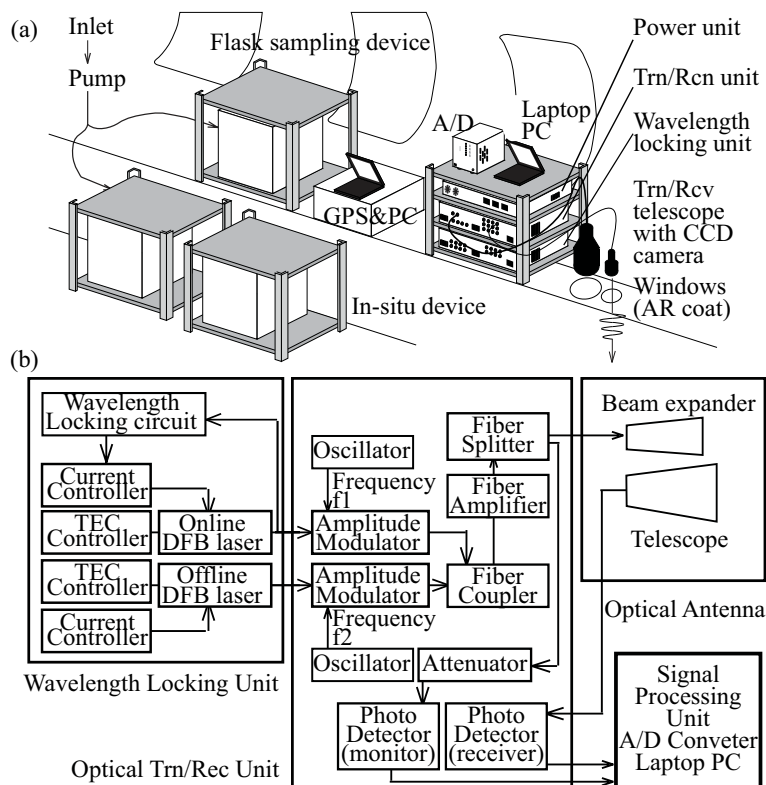 (a)
Inlet
Pump
Flask sampling device
A/D
Laptop
PC
GPS&PC
In-situ device
Power unit
Trn/Rcn unit
Wavelength
locking unit
Trn/Rcv
telescope
with CCD
camera
Windows
(AR coat)
(b)
Wavelength
Locking circuit
Current
Controller
TEC
Controller
Online
DFB laser
TEC
Controller
Offline
DFB laser
Current
Controller
Wavelength Locking Unit
Oscillator
Frequency
f1
Amplitude
Modulator
Amplitude
Modulator
Frequency
f2
Oscillator
Fiber
Splitter
Fiber
Amplifier
Fiber
Coupler
Attenuator
Photo
Detector
(monitor)
Photo
Detector
(receiver)
Optical Trn/Rec Unit
Beam expander
Telescope
Optical Antenna
Signal
Processing
Unit
A/D Conveter
Laptop PC